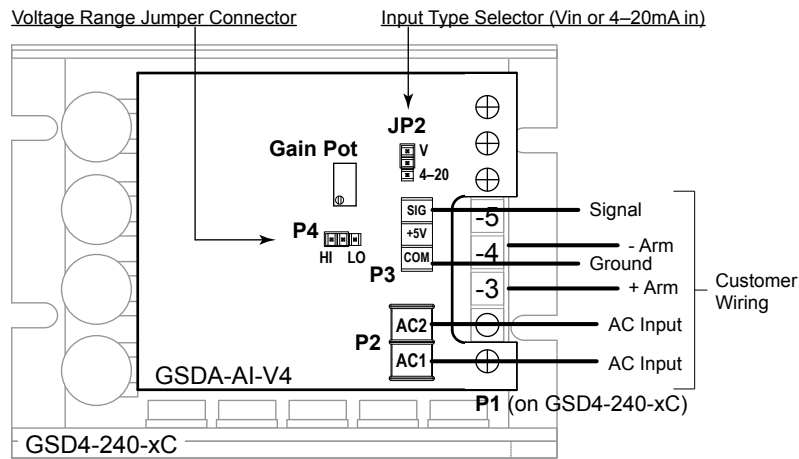 Voltage Range Jumper Connector
Input Type Selector (Vin or 4–20mA in)
JP2
V
4–20
Gain Pot
P4
HI LO
SIG
+5V
COM
P3
-5
-4
-3
Signal
- Arm
Ground
+ Arm
Customer
Wiring
P2
AC2
AC1
AC Input
AC Input
GSDA-AI-V4
P1 (on GSD4-240-xC)
GSD4-240-xC